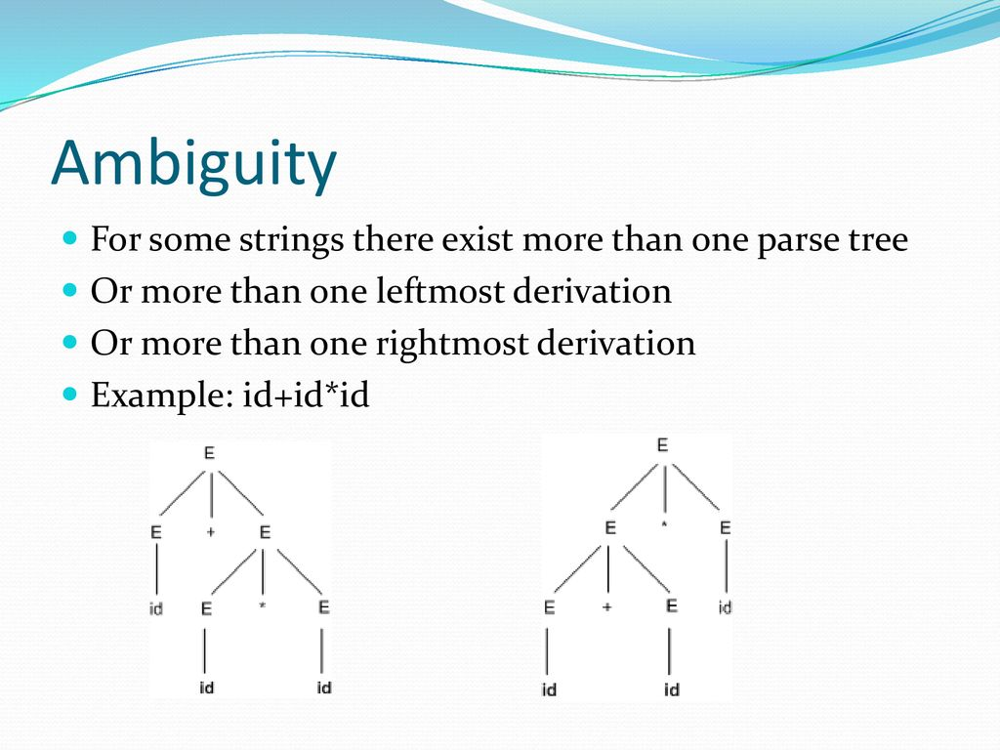 Ambiguity
For some strings there exist more than one parse tree
Or more than one leftmost derivation
Or more than one rightmost derivation
Example: id+id*id
E
E + E
id E * E
id id
E
E * E
E + E id
id id